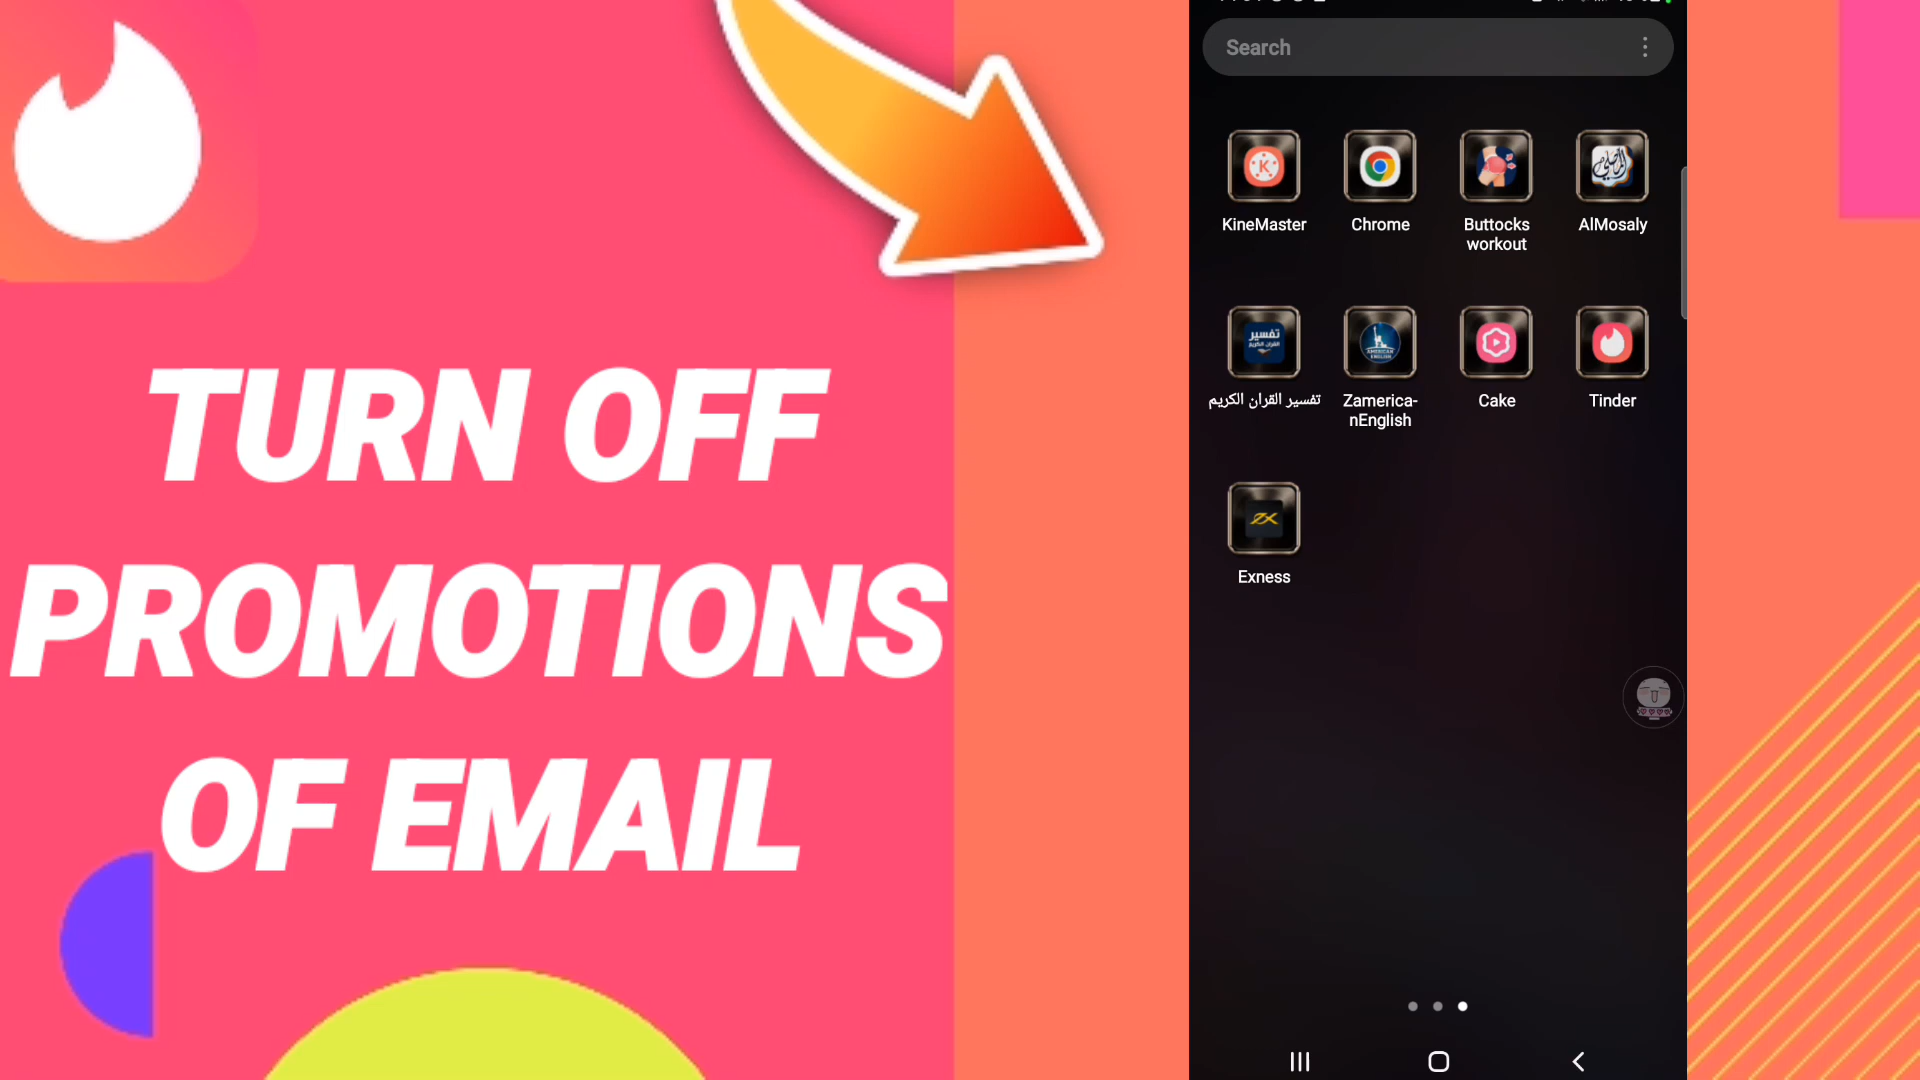 TURN OFF
PROMOTIONS
OF EMAIL
Search
KineMaster
Chrome
Buttocks
workout
AlMosaly
تفسير القران الكريم
Zamerica-
nEnglish
Cake
Tinder
Exness